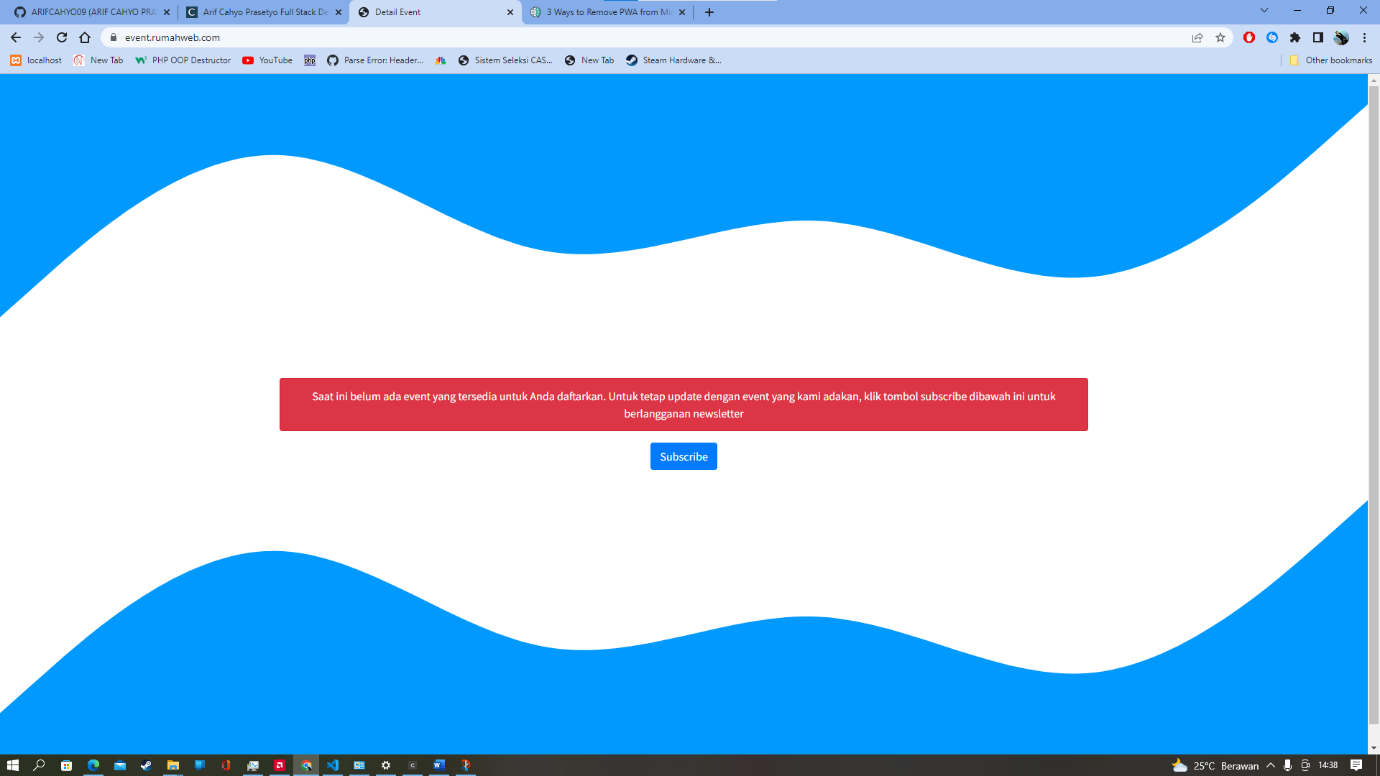 ARIFCAHYO09 (ARIF CAHYO PRA
Arif Cahyo Prasetyo Full Stack De
Detail Event
3 Ways to Remove PWA from Mi
event.rumahweb.com
localhost
New Tab
PHP OOP Destructor
YouTube
php
Parse Error: Header...
Sistem Seleksi CAS...
New Tab
Steam Hardware &...
Other bookmarks
Saat ini belum ada event yang tersedia untuk Anda daftarkan. Untuk tetap update dengan event yang kami adakan, klik tombol subscribe dibawah ini untuk
berlangganan newsletter
Subscribe
25°C Berawan
14:38